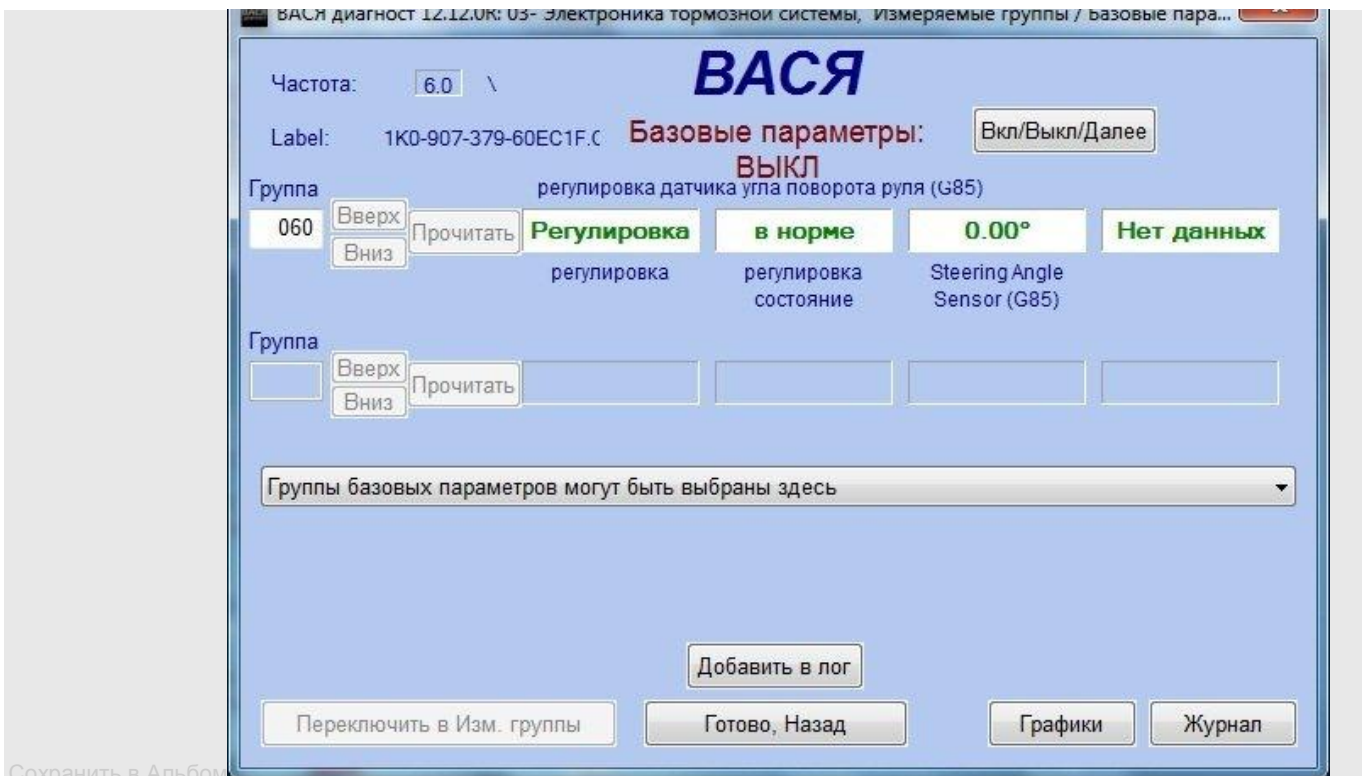 ВАСЯ диагност 12.12.0R: 03- Электроника тормозной системы, Измеряемые группы / Базовые пара...
Частота: 6.0 \ ВАСЯ
Label: 1K0-907-379-60EC1F.C Базовые параметры: Вкл/Выкл/Далее
ВЫКЛ
Группа регулировка датчика угла поворота руля (G85)
060 Вверх Прочитать Регулировка в норме 0.00° Нет данных
Вниз
регулировка регулировка Steering Angle
состояние Sensor (G85)
Группа
Вверх Прочитать
Вниз
Группы базовых параметров могут быть выбраны здесь
Добавить в лог
Переключить в Изм. группы Готово, Назад Графики Журнал
Сохранить в Альбом